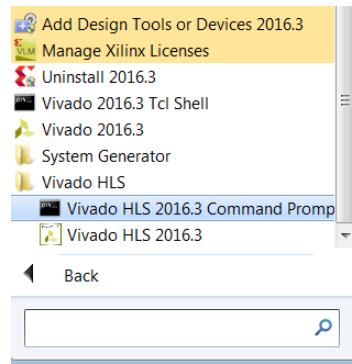 Add Design Tools or Devices 2016.3
Manage Xilinx Licenses
Uninstall 2016.3
Vivado 2016.3 Tcl Shell
Vivado 2016.3
System Generator
Vivado HLS
Vivado HLS 2016.3 Command Promp
Vivado HLS 2016.3
Back